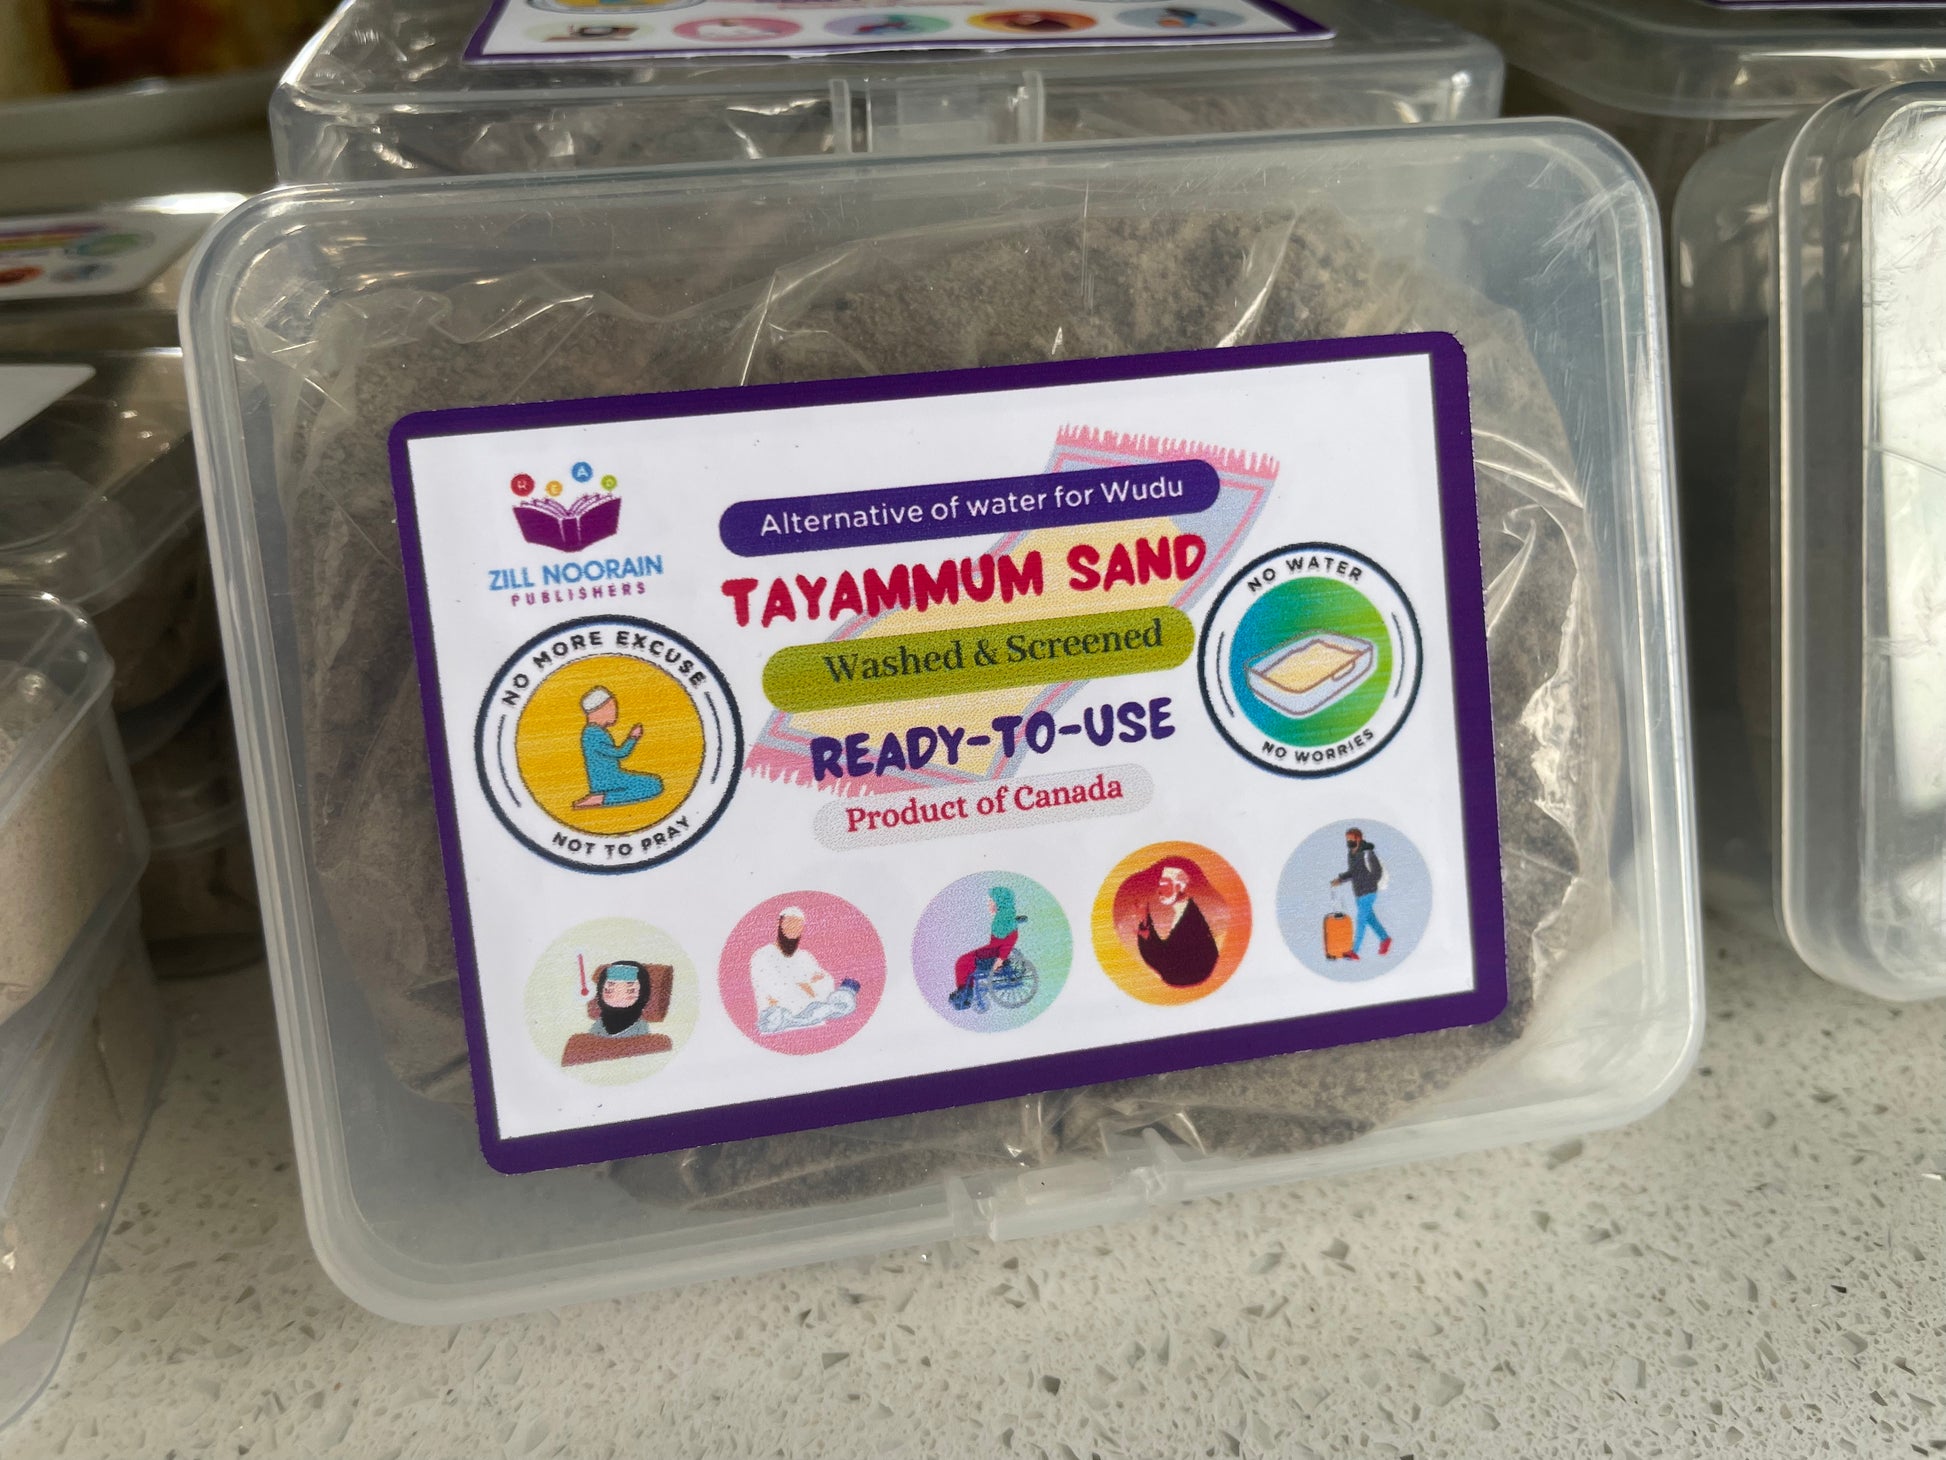 READ
ZILL NOORAIN
PUBLISHERS
Alternative of water for Wudu
TAYAMMUM SAND
Washed & Screened
READY-TO-USE
Product of Canada
NO MORE EXCUSE
NOT TO PRAY
NO WATER
NO WORRIES